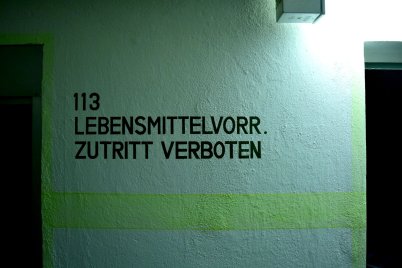 113
LEBENSMITTELVORR.
ZUTRITT VERBOTEN